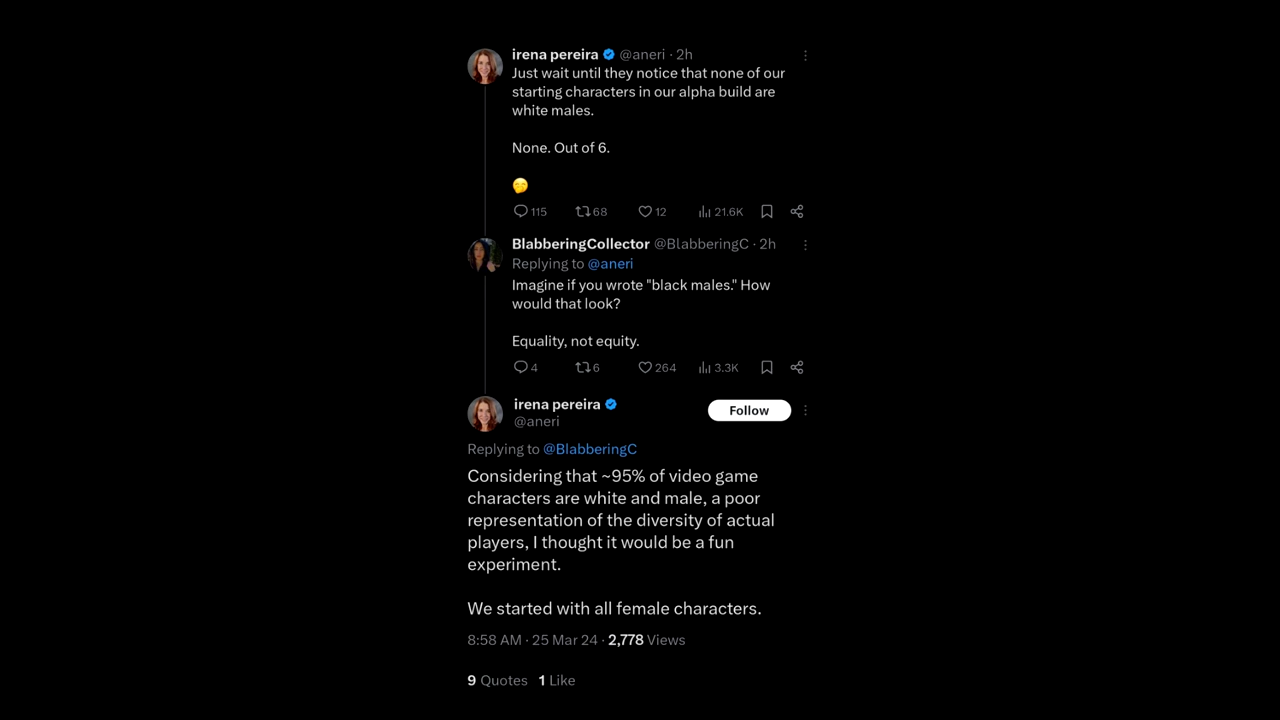 irena pereira @aneri · 2h
Just wait until they notice that none of our
starting characters in our alpha build are
white males.
None. Out of 6.
🤭
115 68 12 21.6K
BlabberingCollector @BlabberingC · 2h
Replying to @aneri
Imagine if you wrote "black males." How
would that look?
Equality, not equity.
4 6 264 3.3K
irena pereira
Follow
@aneri
Replying to @BlabberingC
Considering that ~95% of video game
characters are white and male, a poor
representation of the diversity of actual
players, I thought it would be a fun
experiment.
We started with all female characters.
8:58 AM · 25 Mar 24 · 2,778 Views
9 Quotes 1 Like